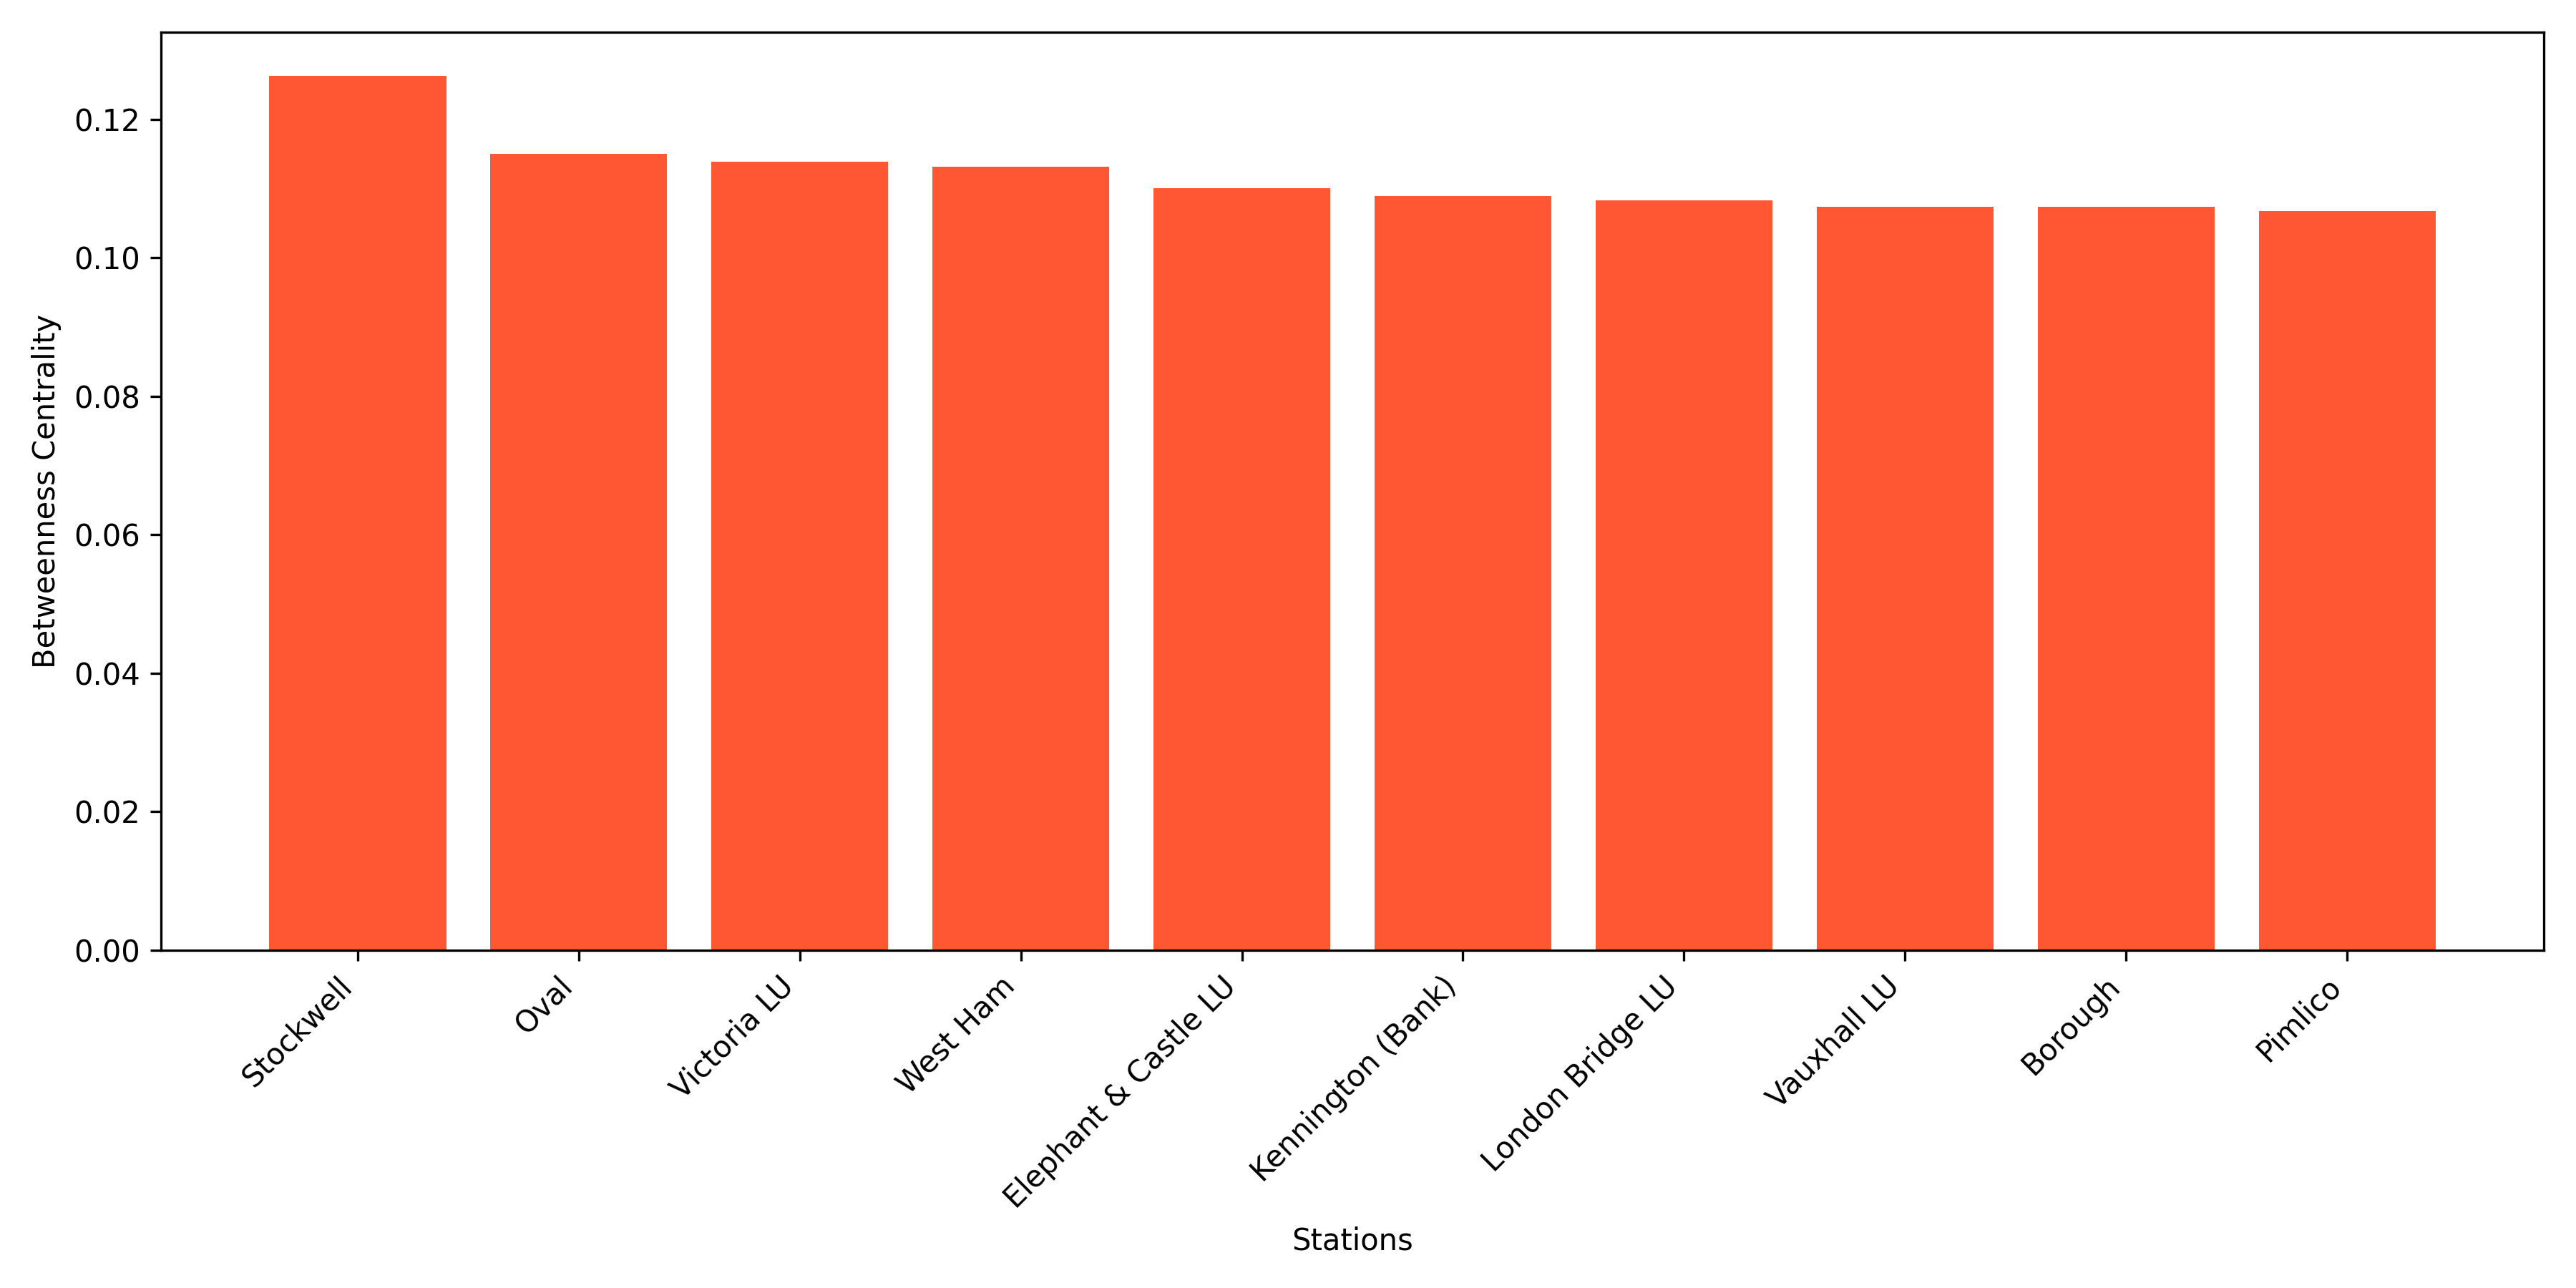 Betweenness Centrality
0.12
0.10
0.08
0.06
0.04
0.02
0.00
Stockwell
Oval
Victoria LU
West Ham
Elephant & Castle LU
Kennington (Bank)
London Bridge LU
Vauxhall LU
Borough
Pimlico
Stations